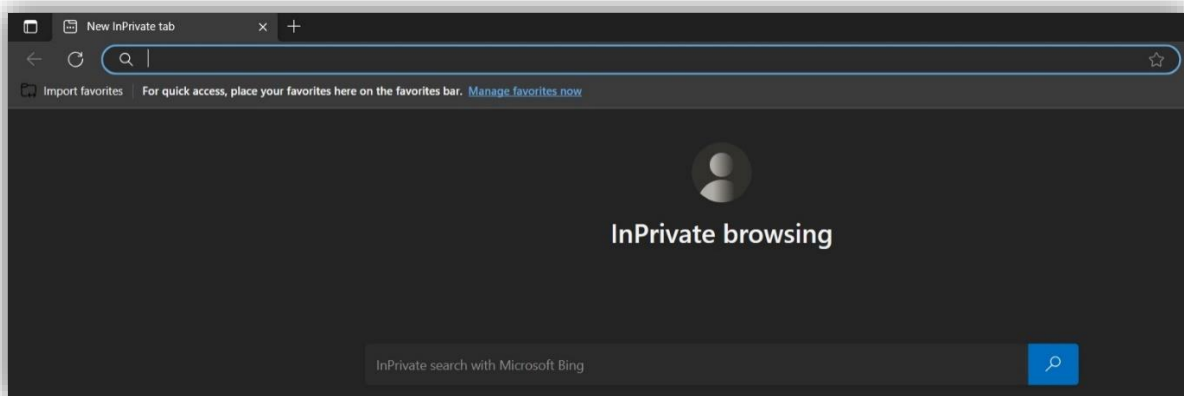 New InPrivate tab
Import favorites For quick access, place your favorites here on the favorites bar. Manage favorites now
InPrivate browsing
InPrivate search with Microsoft Bing